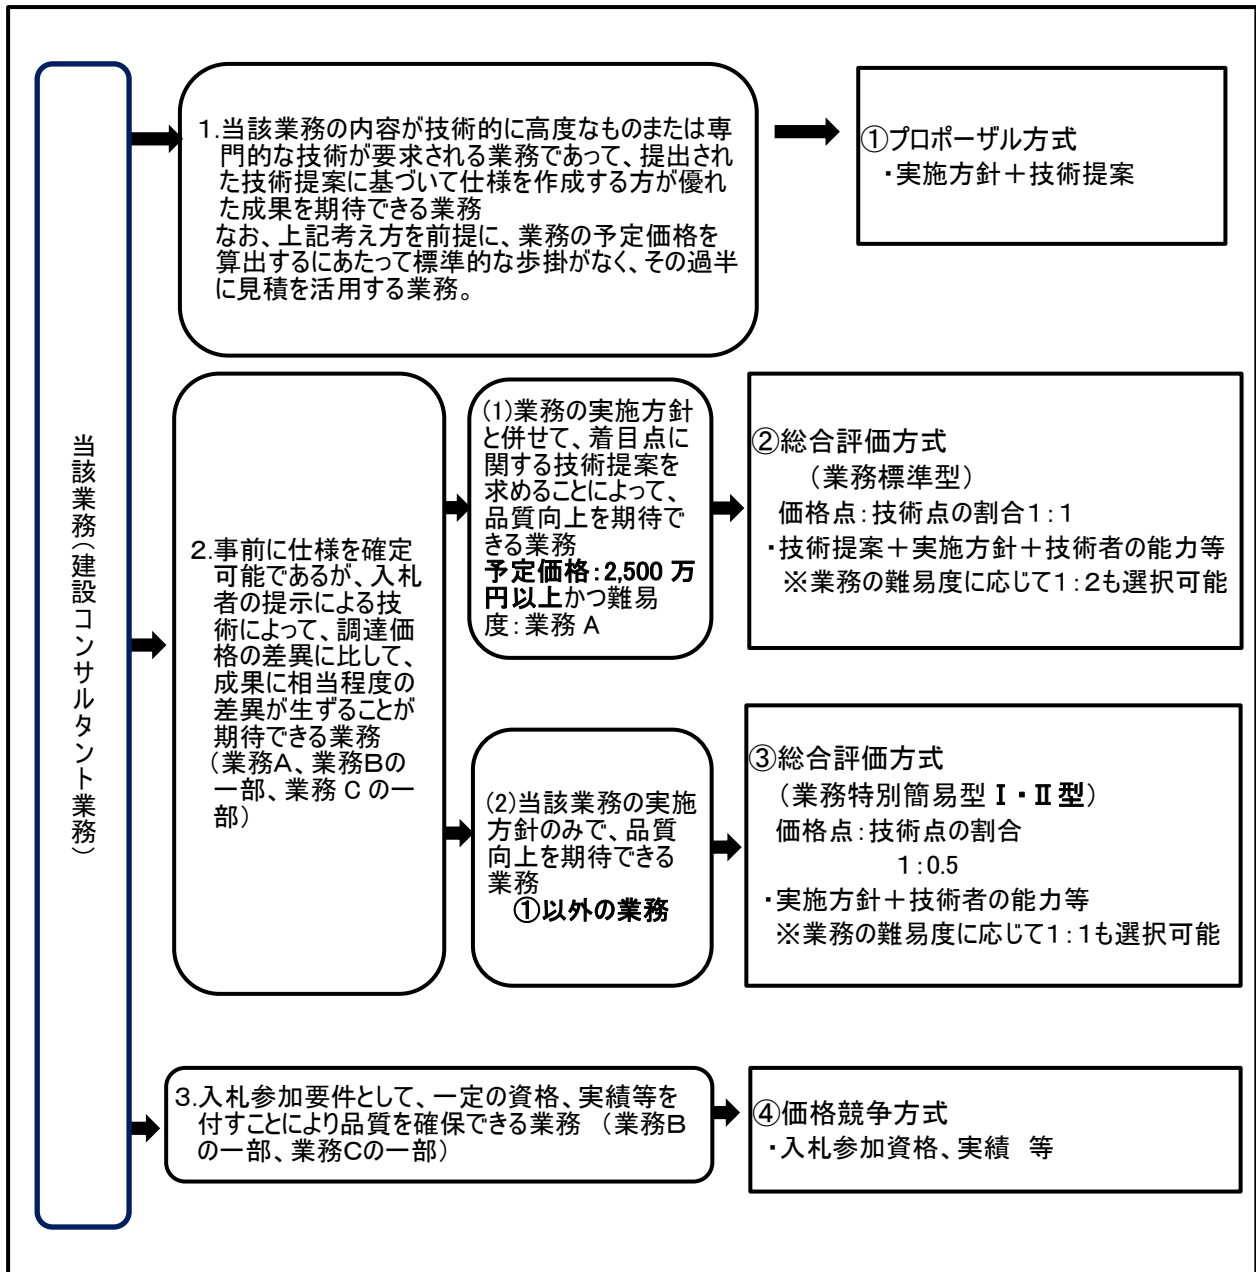 当該業務（建設コンサルタント業務）
1.当該業務の内容が技術的に高度なものまたは専
門的な技術が要求される業務であって、提出され
た技術提案に基づいて仕様を作成する方が優れ
た成果を期待できる業務
なお、上記考え方を前提に、業務の予定価格を
算出するにあたって標準的な歩掛がなく、その過半
に見積を活用する業務。
①プロポーザル方式
・実施方針＋技術提案
2.事前に仕様を確定
可能であるが、入札
者の提示による技
術によって、調達価
格の差異に比して、
成果に相当程度の
差異が生ずることが
期待できる業務
（業務A、業務Bの
一部、業務 C の一
部）
(1)業務の実施方針
と併せて、着目点に
関する技術提案を
求めることによって、
品質向上を期待で
きる業務
予定価格：2,500 万
円以上かつ難易
度：業務 A
②総合評価方式
（業務標準型）
価格点：技術点の割合1：1
・技術提案＋実施方針＋技術者の能力等
※業務の難易度に応じて1：2も選択可能
(2)当該業務の実施
方針のみで、品質
向上を期待できる
業務
①以外の業務
③総合評価方式
（業務特別簡易型 Ⅰ・Ⅱ 型）
価格点：技術点の割合
1：0.5
・実施方針＋技術者の能力等
※業務の難易度に応じて1：1も選択可能
3.入札参加要件として、一定の資格、実績等を
付すことにより品質を確保できる業務 （業務B
の一部、業務Cの一部）
④価格競争方式
・入札参加資格、実績 等